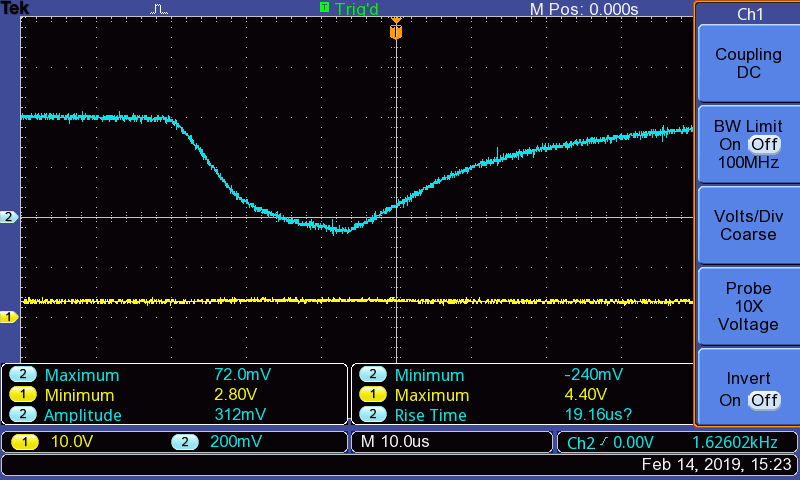 Tek Trig'd M Pos: 0.000s Ch1
T
Coupling
DC
BW Limit
On Off
100MHz
2
Volts/Div
Coarse
Probe
10X
Voltage
1
Invert
On Off
2 Maximum 72.0mV 2 Minimum -240mV
1 Minimum 2.80V 1 Maximum 4.40V
2 Amplitude 312mV 2 Rise Time 19.16us?
1 10.0V 2 200mV M 10.0us Ch2 0.00V 1.62602kHz
Feb 14, 2019, 15:23